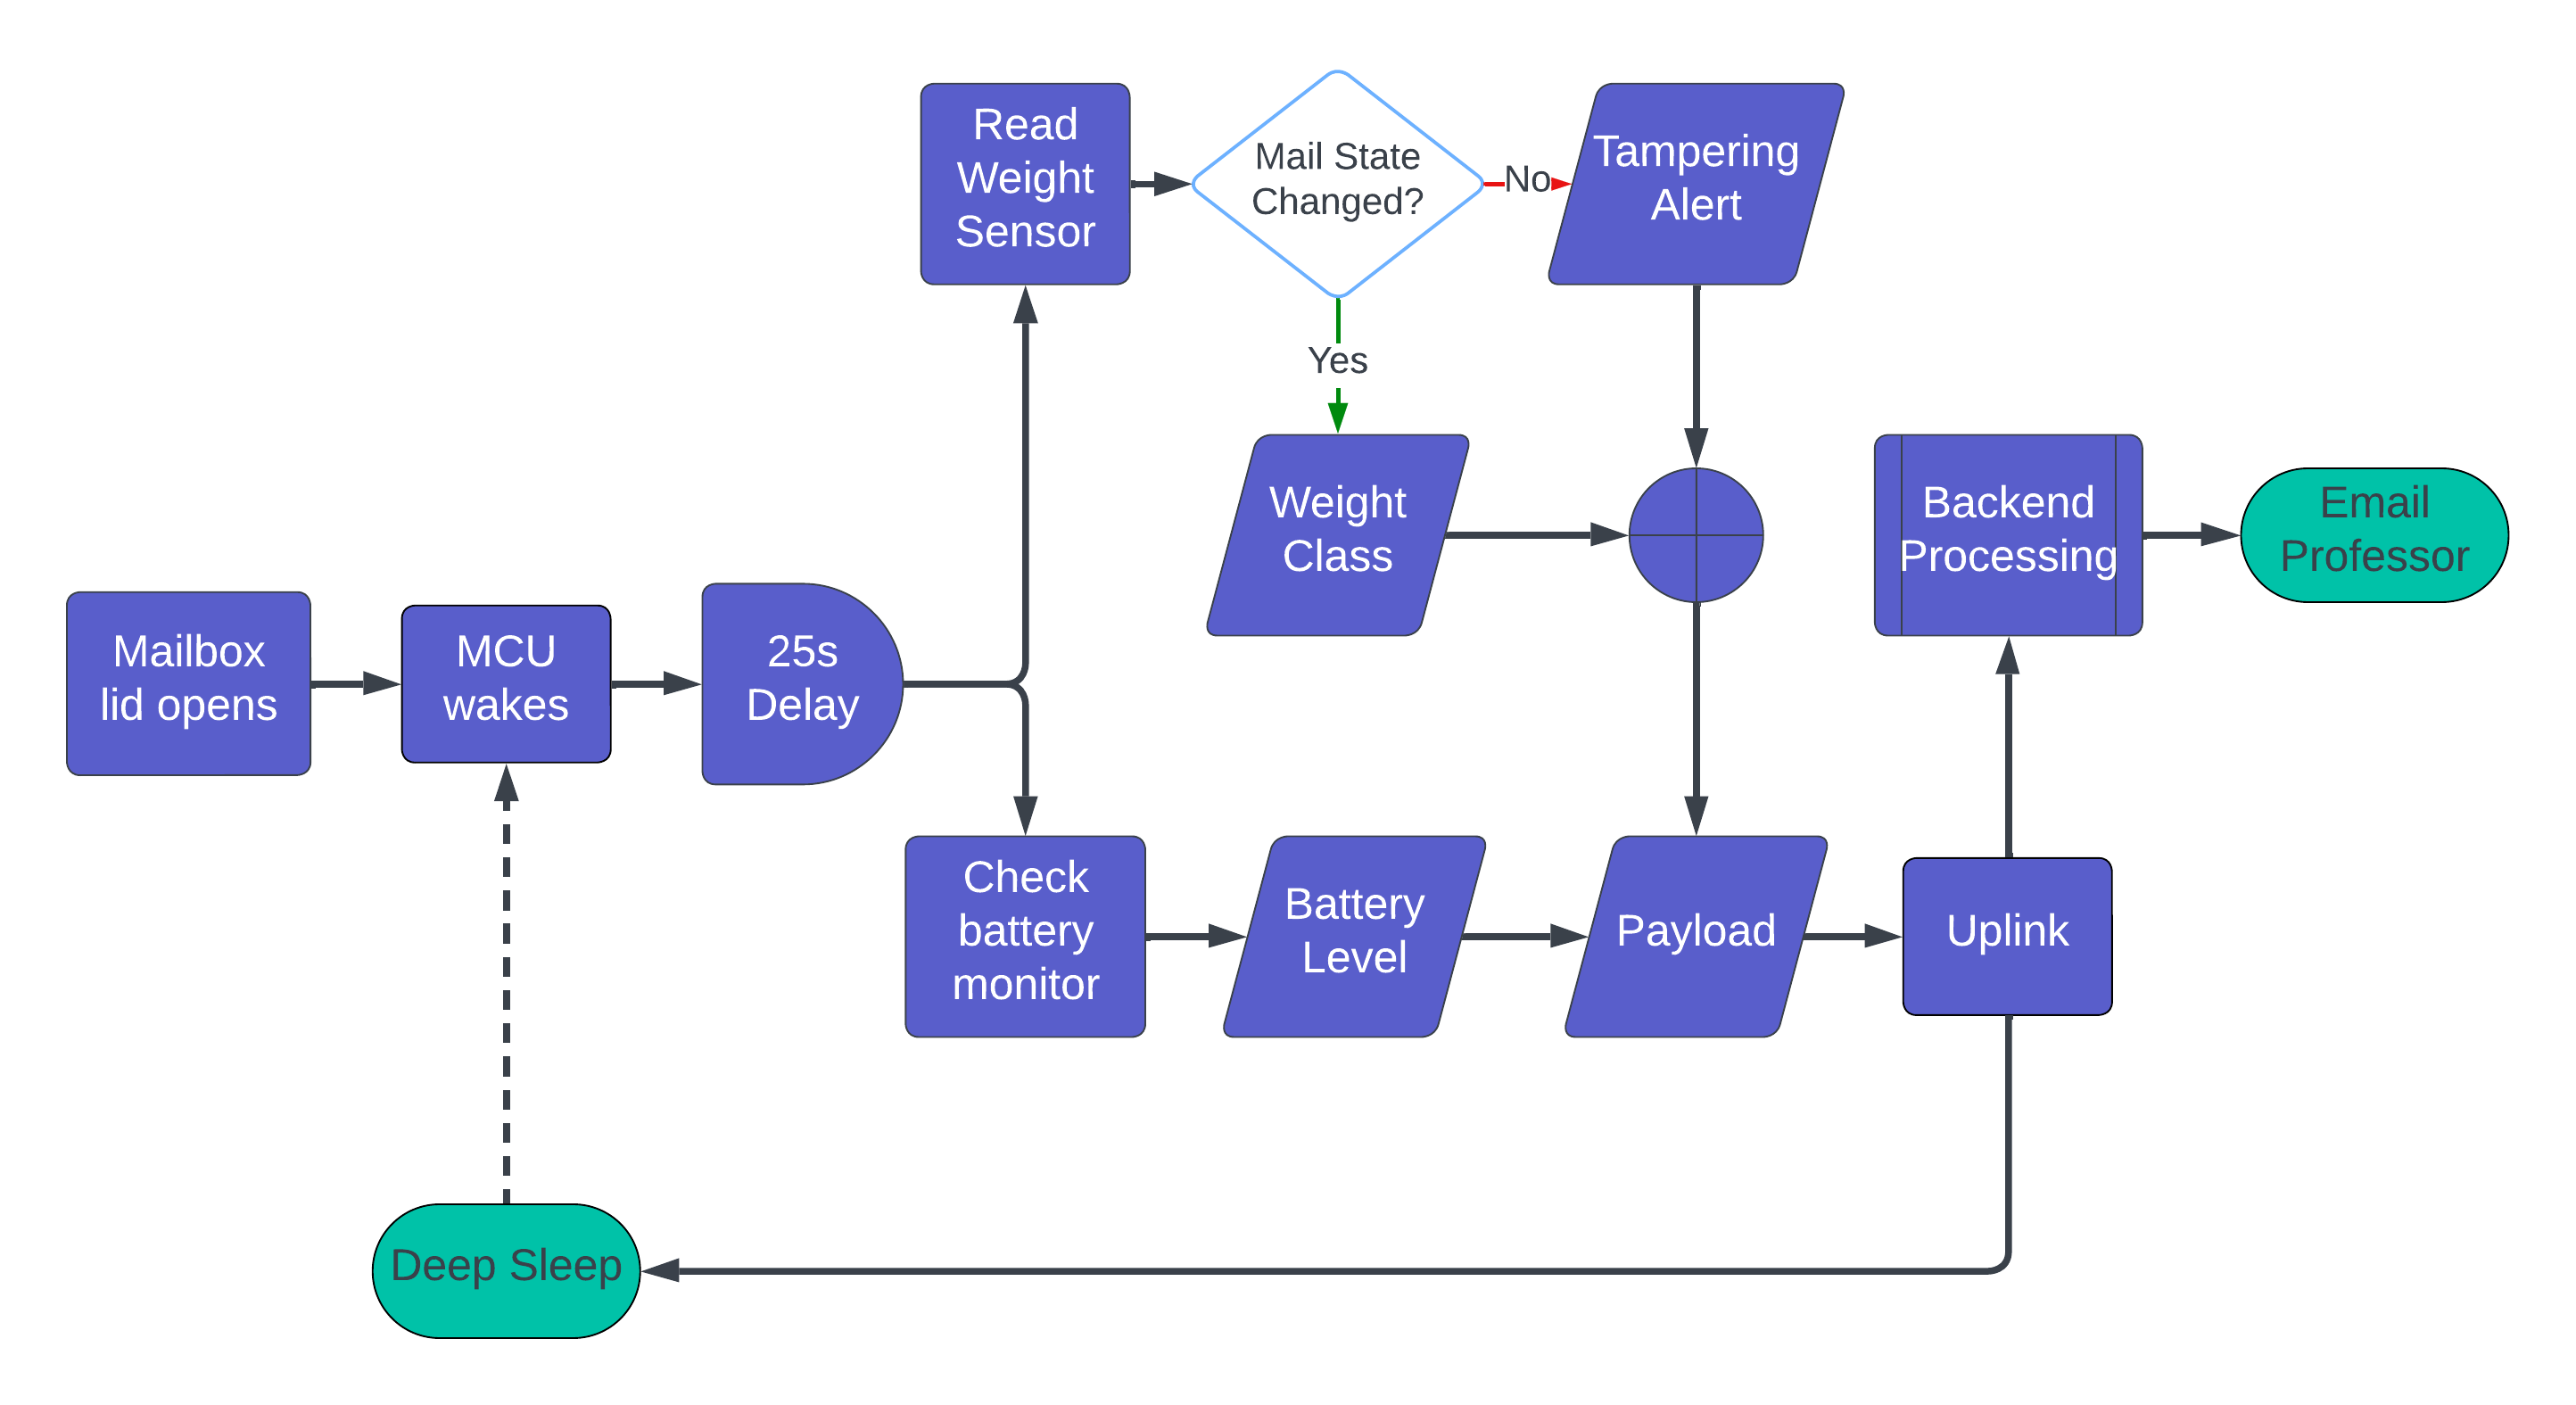 Read
Weight
Sensor
Mail State
Changed?
No
Tampering
Alert
Yes
Weight
Class
Backend
Processing
Email
Professor
Mailbox
lid opens
MCU
wakes
25s
Delay
Check
battery
monitor
Battery
Level
Payload
Uplink
Deep Sleep